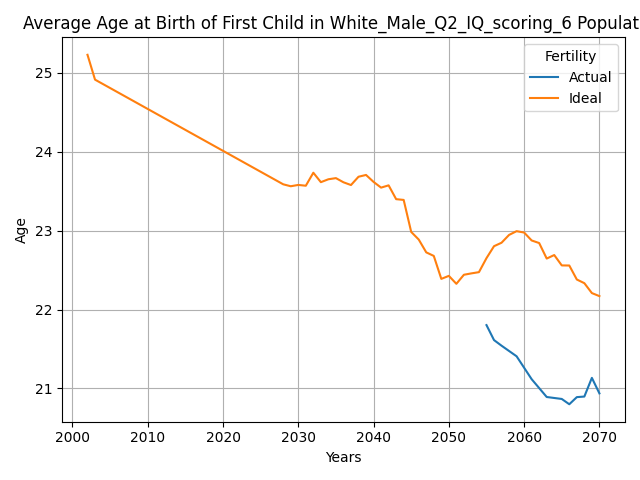 Average Age at Birth of First Child in White_Male_Q2_IQ_scoring_6 Populat
Fertility
Actual
Ideal
25
24
23
22
21
Age
2000 2010 2020 2030 2040 2050 2060 2070
Years